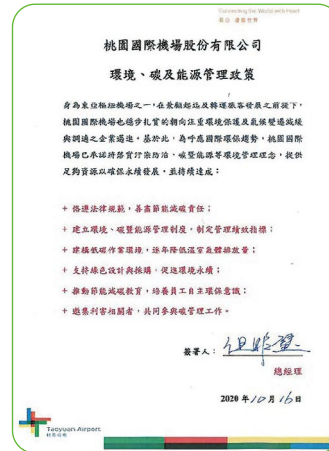 Connecting the World with Heart
桃園國際機場股份有限公司
環境、碳及能源管理政策
身為東亞樞紐機場之一,在兼顧起迄及轉運旅客發展之前提下,
桃園國際機場也穩步扎實的朝向注重環境保護及氣候變遷減緩
與調適之企業邁進。基於此,為呼應國際環保趨勢,桃園國際
機場已承諾將落實汙染防治、碳暨能源等環境管理理念,提供
足夠資源以確保永續發展,並持續達成:
+ 恪遵法律規範,善盡節能減碳責任;
+ 建立環境、碳暨能源管理制度,制定管理績效指標;
+ 建構低碳作業環境,逐年降低溫室氣體排放量;
+ 支持綠色設計與採購,促進環境永續;
+ 推動節能減碳教育,培養員工自主環保意識;
+ 邀集利害相關者,共同參與碳管理工作。
簽署人:
總經理
2020 年 10 月 16 日
Taoyuan Airport
桃園機場